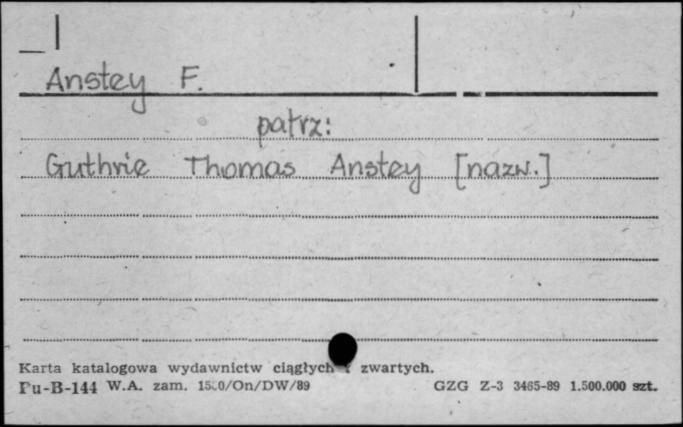 Anstey F.
patrz:
Guthrie Thomas Anstey [nazw.]
Karta katalogowa wydawnictw ciągłych i zwartych.
Pu-B-144 W.A. zam. /On/DW/89 GZG Z-3 3465-89 1.500.000 szt.